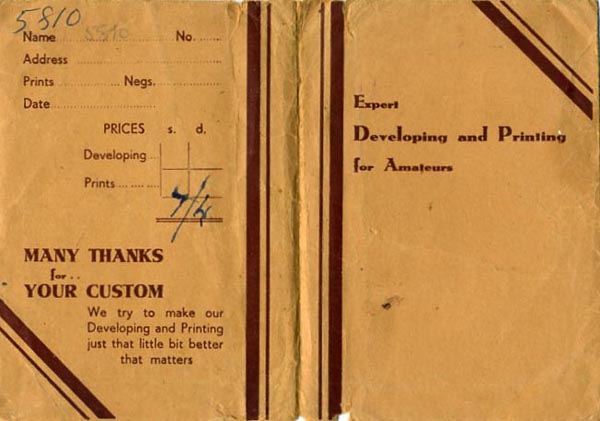 5810
Name 5810 No.
Address
Prints Negs.
Date
PRICES s. d.
Developing
Prints
7/4
MANY THANKS
for..
YOUR CUSTOM
We try to make our
Developing and Printing
just that little bit better
that matters
Expert
Developing and Printing
for Amateurs